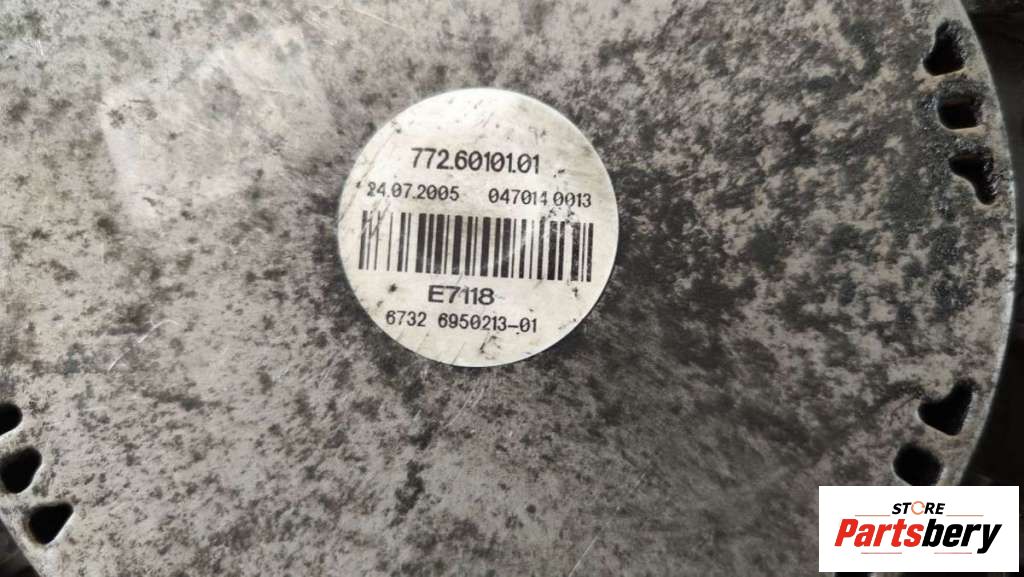 772.60101.01
24.07.2005 047014 0013
E7118
6732 6950213-01
STORE
Partsbery